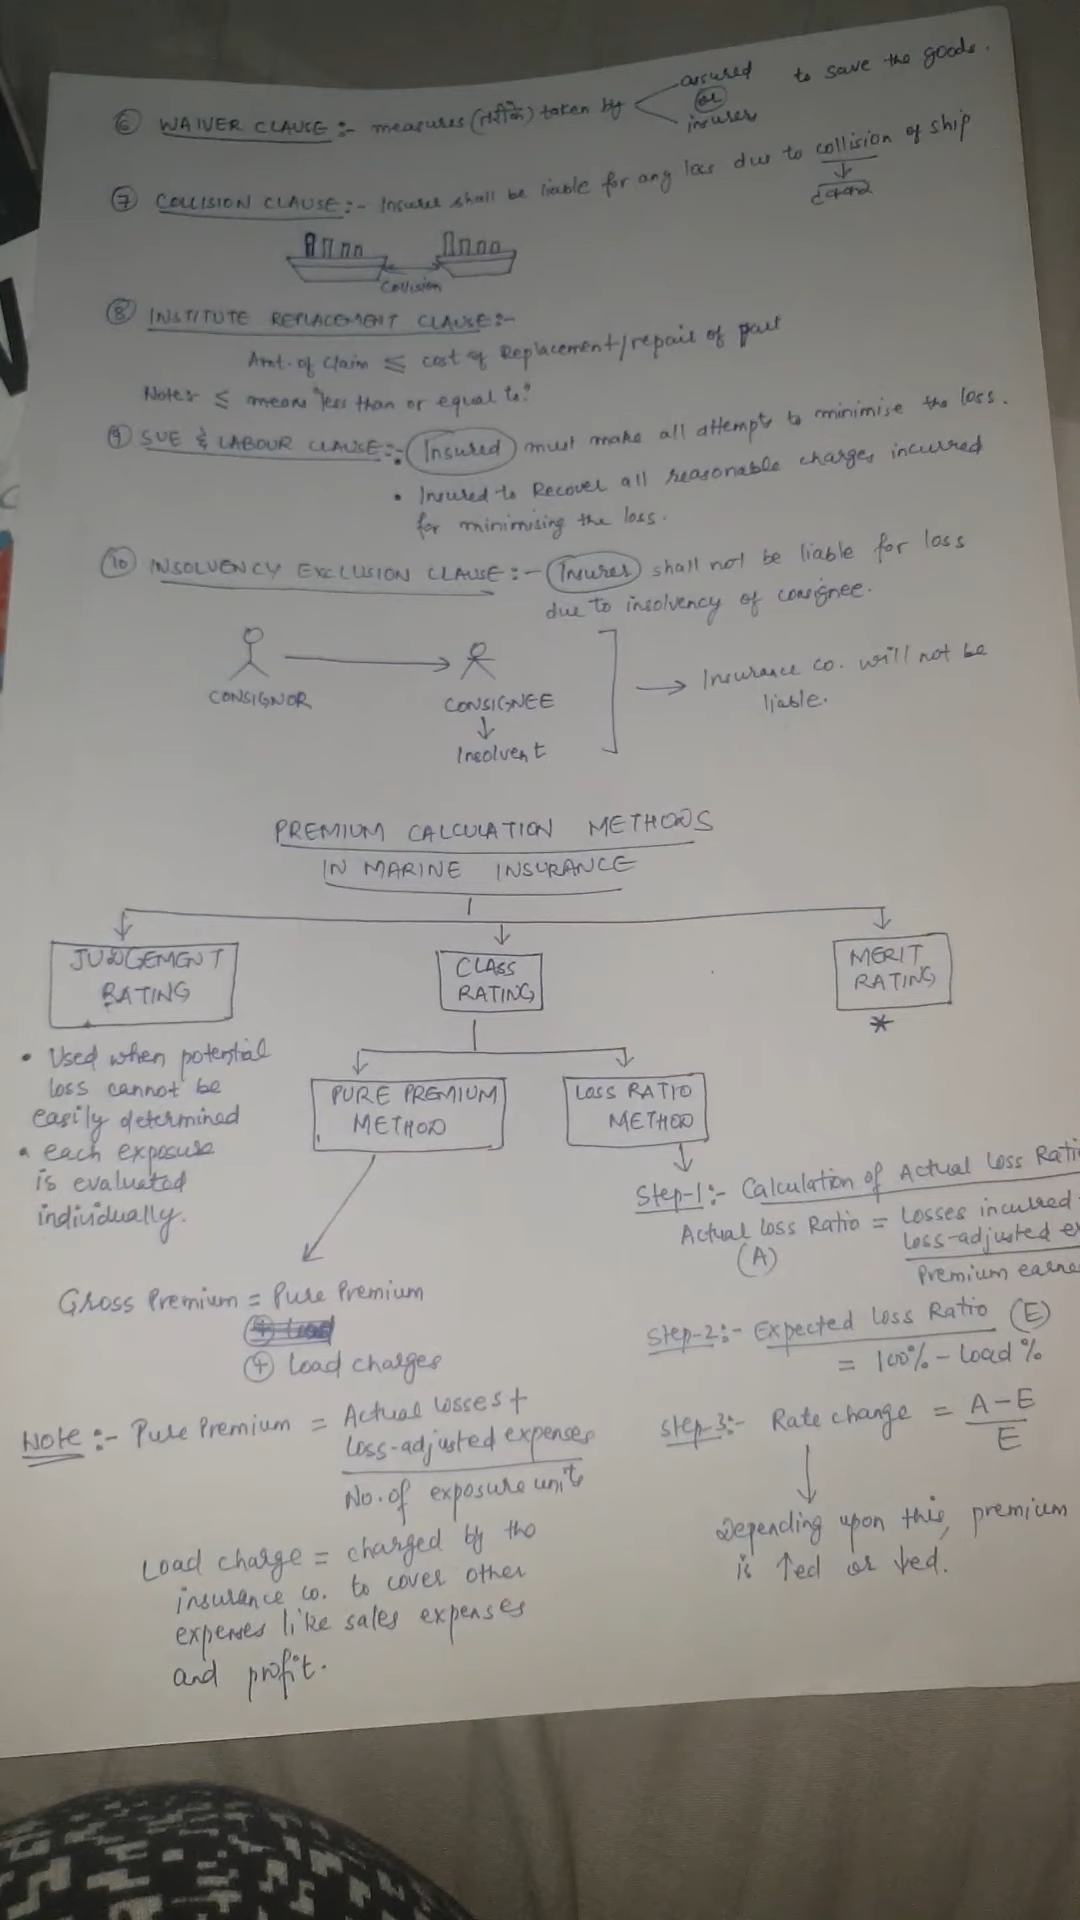 ⑥ WAIVER CLAUSE :- measures (तरीके) taken by assured
(or)
insurer
to save the goods.
⑦ COLLISION CLAUSE :- Insurer shall be liable for any loss due to collision of ship
↓
टकराव
collision
⑧ INSTITUTE REPLACEMENT CLAUSE :-
Amt. of claim ≤ cost of Replacement/repair of part
Note:- ≤ means "less than or equal to."
⑨ SUE & LABOUR CLAUSE :- Insured must make all attempts to minimise the loss.
• Insured to Recover all reasonable charges incurred
for minimising the loss.
⑩ INSOLVENCY EXCLUSION CLAUSE :- Insurer shall not be liable for loss
due to insolvency of consignee.
CONSIGNOR → CONSIGNEE
↓
Insolvent
→ Insurance co. will not be
liable.
PREMIUM CALCULATION METHODS
IN MARINE INSURANCE
JUDGEMENT
RATING
CLASS
RATING
MERIT
RATING
*
• Used when potential
loss cannot be
easily determined
• each exposure
is evaluated
individually.
PURE PREMIUM
METHOD
LOSS RATIO
METHOD
Gross Premium = Pure Premium
⊕ Load charges
Note :- Pure Premium = Actual losses +
loss-adjusted expenses
No. of exposure units
Load charge = charged by the
insurance co. to cover other
expenses like sales expenses
and profit.
Step-1 :- Calculation of Actual Loss Rati
Actual Loss Ratio = Losses incurred
(A)
Loss-adjusted e
Premium earne
Step-2 :- Expected Loss Ratio (E)
= 100% - Load %
Step-3 :- Rate change = A-E
E
↓
Depending upon this, premium
is ↑ed or ↓ed.